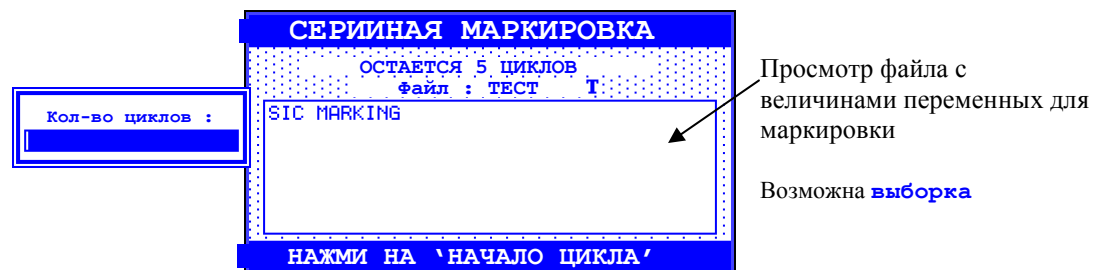 СЕРИИНАЯ МАРКИРОВКА
ОСТАЕТСЯ 5 ЦИКЛОВ
Файл : ТЕСТ T
Кол-во циклов :
SIC MARKING
НАЖМИ НА ‘НАЧАЛО ЦИКЛА’
Просмотр файла с
величинами переменных для
маркировки
Возможна выборка